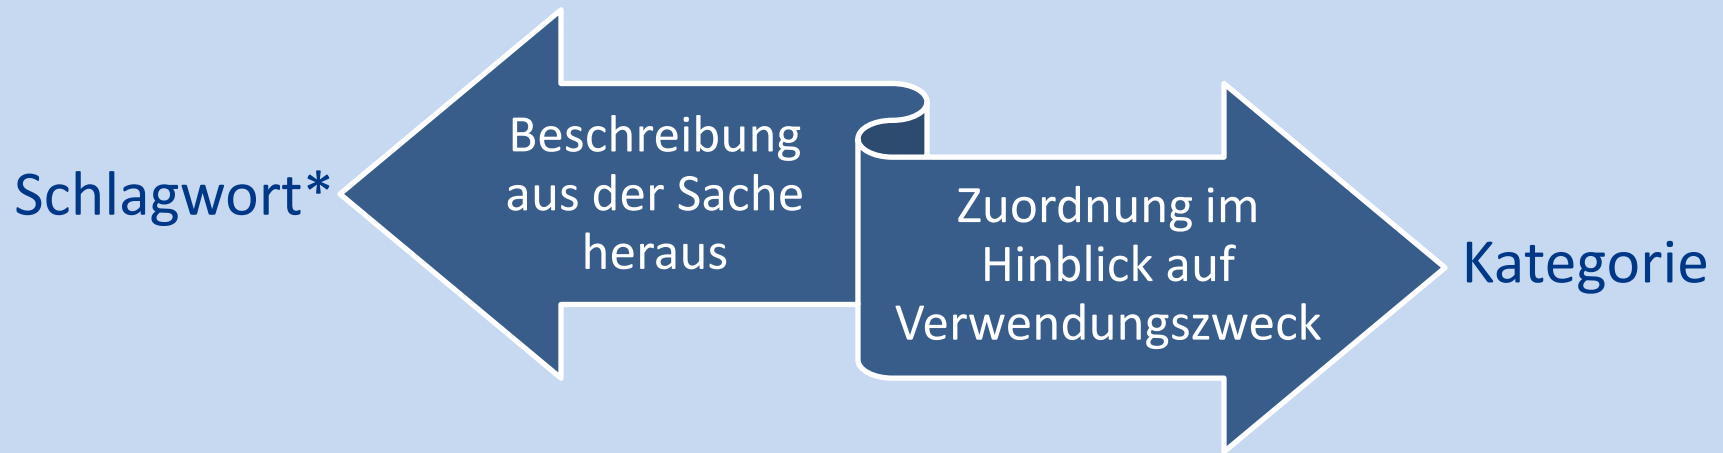 Schlagwort*
Beschreibung
aus der Sache
heraus
Zuordnung im
Hinblick auf
Verwendungszweck
Kategorie